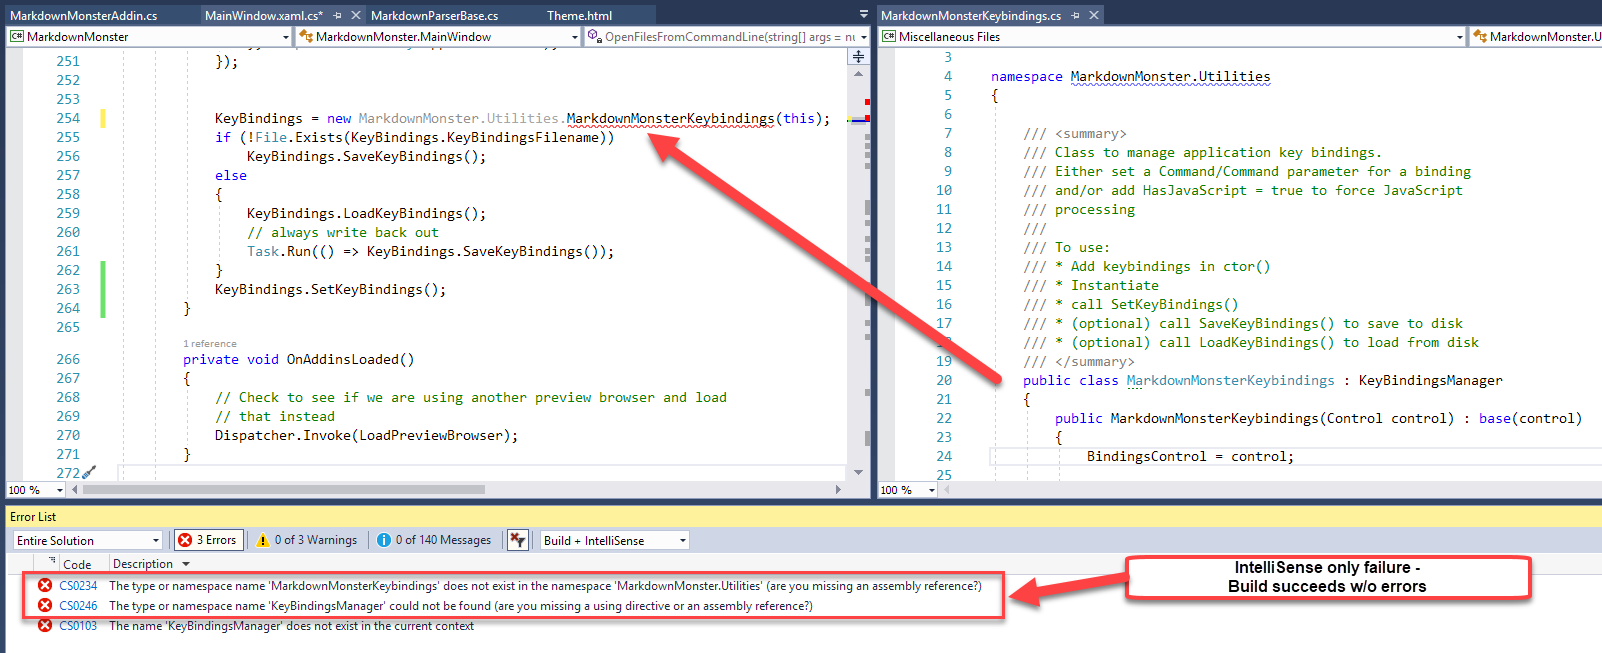 MarkdownMonsterAddin.cs
MainWindow.xaml.cs*
MarkdownParserBase.cs
Theme.html
MarkdownMonsterKeybindings.cs
C# MarkdownMonster
MarkdownMonster.MainWindow
OpenFilesFromCommandLine(string[] args = nu
C# Miscellaneous Files
MarkdownMonster.U
251 });
252
253
254 KeyBindings = new MarkdownMonster.Utilities.MarkdownMonsterKeybindings(this);
255 if (!File.Exists(KeyBindings.KeyBindingsFilename))
256 KeyBindings.SaveKeyBindings();
257 else
258 {
259 KeyBindings.LoadKeyBindings();
260 // always write back out
261 Task.Run(() => KeyBindings.SaveKeyBindings());
262 }
263 KeyBindings.SetKeyBindings();
264 }
265
1 reference
266 private void OnAddinsLoaded()
267 {
268 // Check to see if we are using another preview browser and load
269 // that instead
270 Dispatcher.Invoke(LoadPreviewBrowser);
271 }
272
100 %
3
4 namespace MarkdownMonster.Utilities
5 {
6
7 /// <summary>
8 /// Class to manage application key bindings.
9 /// Either set a Command/Command parameter for a binding
10 /// and/or add HasJavaScript = true to force JavaScript
11 /// processing
12 ///
13 /// To use:
14 /// * Add keybindings in ctor()
15 /// * Instantiate
16 /// * call SetKeyBindings()
17 /// * (optional) call SaveKeyBindings() to save to disk
/// * (optional) call LoadKeyBindings() to load from disk
19 /// </summary>
20 public class MarkdownMonsterKeybindings : KeyBindingsManager
21 {
22 public MarkdownMonsterKeybindings(Control control) : base(control)
23 {
24 BindingsControl = control;
25
100 %
Error List
Entire Solution
3 Errors
0 of 3 Warnings
0 of 140 Messages
Build + IntelliSense
Code Description
CS0234 The type or namespace name 'MarkdownMonsterKeybindings' does not exist in the namespace 'MarkdownMonster.Utilities' (are you missing an assembly reference?)
CS0246 The type or namespace name 'KeyBindingsManager' could not be found (are you missing a using directive or an assembly reference?)
CS0103 The name 'KeyBindingsManager' does not exist in the current context
IntelliSense only failure -
Build succeeds w/o errors